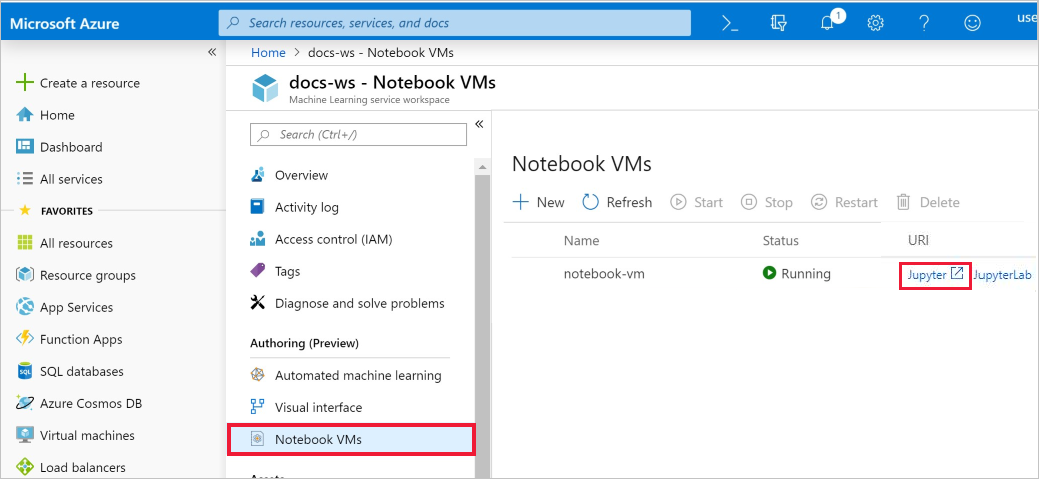 Microsoft Azure
Search resources, services, and docs
1
use
Create a resource
Home
Dashboard
All services
FAVORITES
All resources
Resource groups
App Services
Function Apps
SQL databases
Azure Cosmos DB
Virtual machines
Load balancers
Home > docs-ws - Notebook VMs
docs-ws - Notebook VMs
Machine Learning service workspace
Search (Ctrl+/)
Overview
Activity log
Access control (IAM)
Tags
Diagnose and solve problems
Authoring (Preview)
Automated machine learning
Visual interface
Notebook VMs
Notebook VMs
New Refresh Start Stop Restart Delete
Name Status URI
notebook-vm Running Jupyter JupyterLab